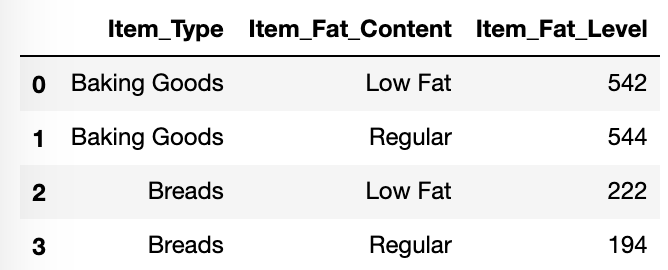 Item_Type Item_Fat_Content Item_Fat_Level
0 Baking Goods Low Fat 542
1 Baking Goods Regular 544
2 Breads Low Fat 222
3 Breads Regular 194